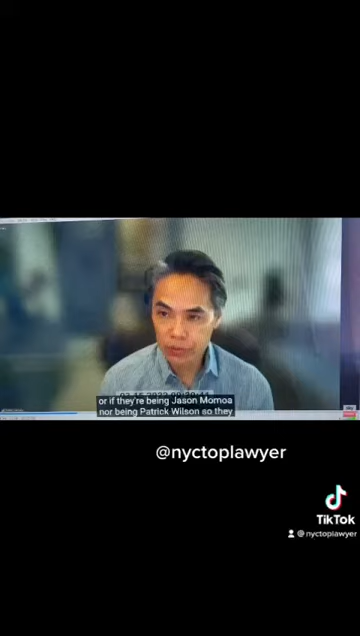 or if they're being Jason Momoa
nor being Patrick Wilson so they
@nyctoplawyer
TikTok
@nyctoplawyer